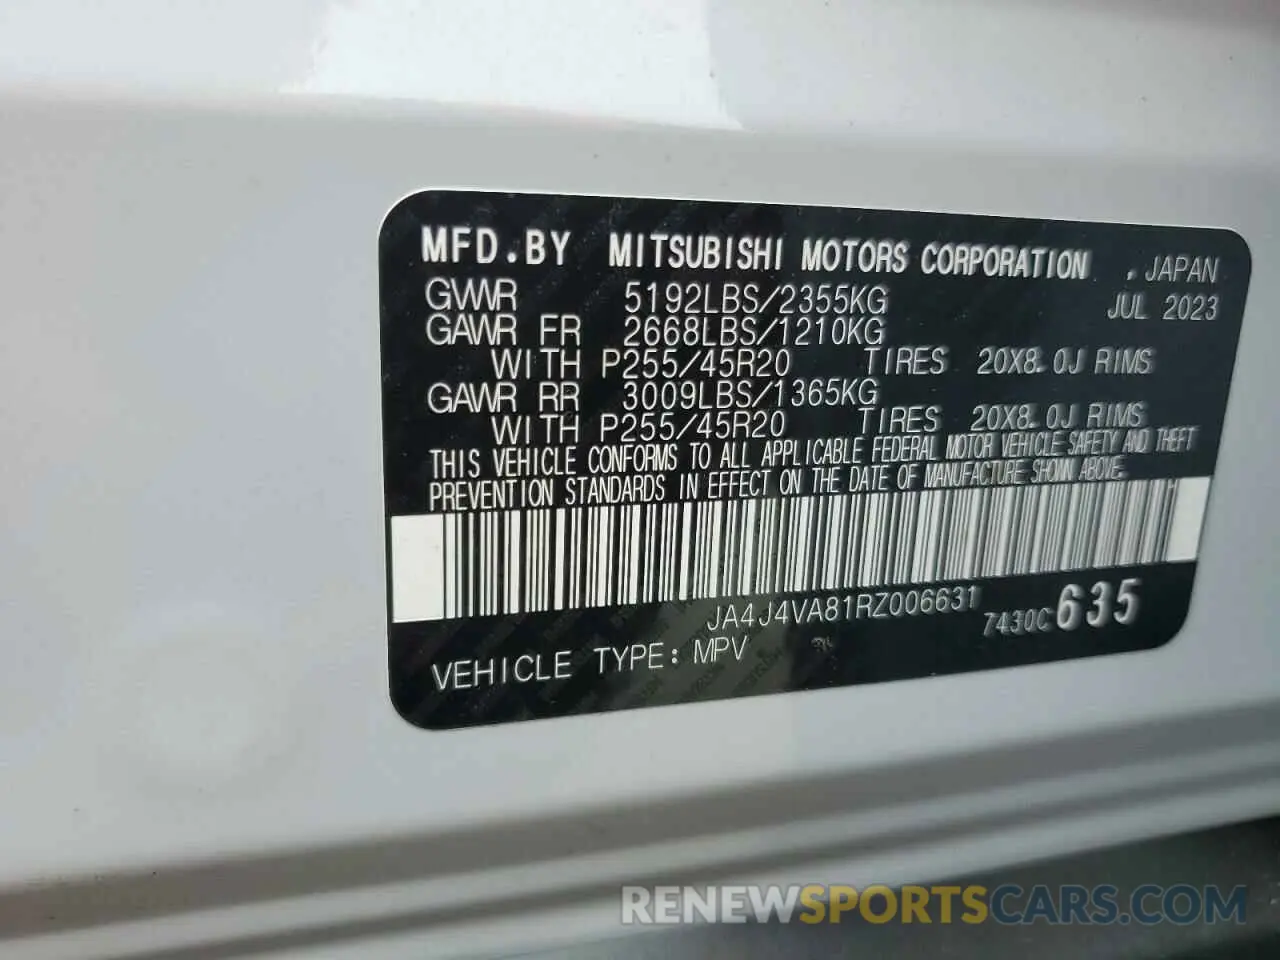 MFD.BY MITSUBISHI MOTORS CORPORATION . JAPAN
GVWR 5192LBS/2355KG JUL 2023
GAWR FR 2668LBS/1210KG
WITH P255/45R20 TIRES 20X8.0J RIMS
GAWR RR 3009LBS/1365KG
WITH P255/45R20 TIRES 20X8.0J RIMS
THIS VEHICLE CONFORMS TO ALL APPLICABLE FEDERAL MOTOR VEHICLE SAFETY AND THEFT
PREVENTION STANDARDS IN EFFECT ON THE DATE OF MANUFACTURE SHOWN ABOVE.
JA4J4VA81RZ006631 7430C635
VEHICLE TYPE: MPV
RENEWSPORTSCARS.COM